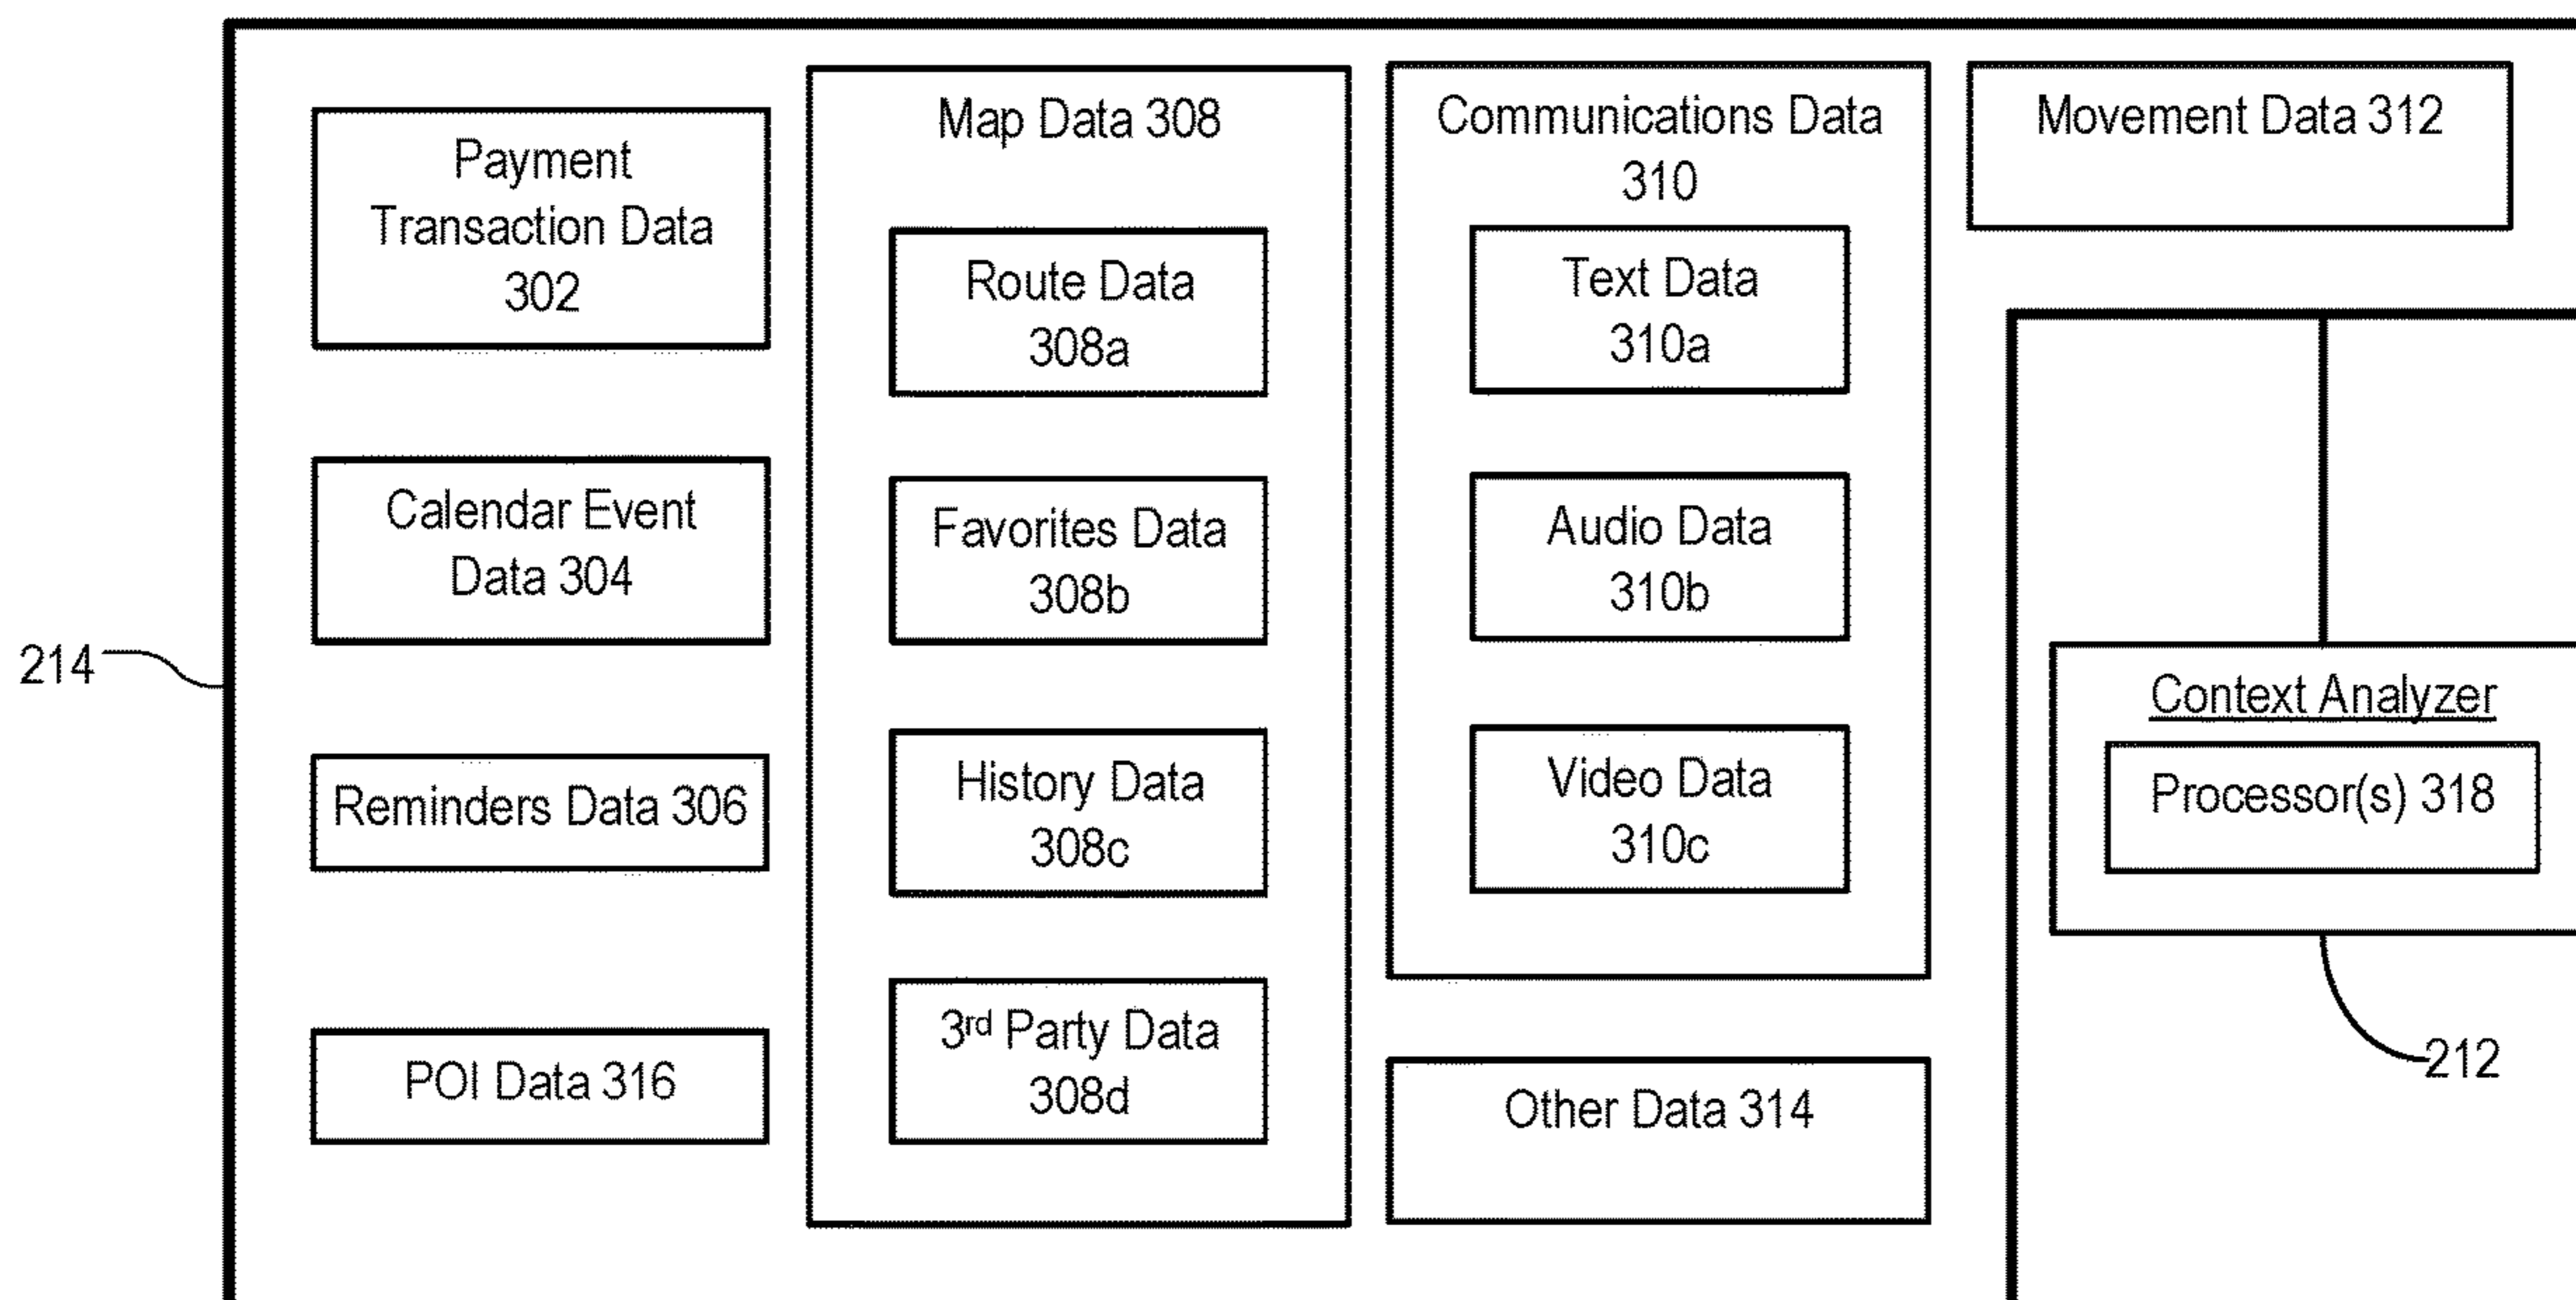 Payment
Transaction Data
302
Calendar Event
Data 304
Reminders Data 306
POI Data 316
Map Data 308
Route Data
308a
Favorites Data
308b
History Data
308c
3rd Party Data
308d
Communications Data
310
Text Data
310a
Audio Data
310b
Video Data
310c
Other Data 314
Movement Data 312
Context Analyzer
Processor(s) 318
212
214